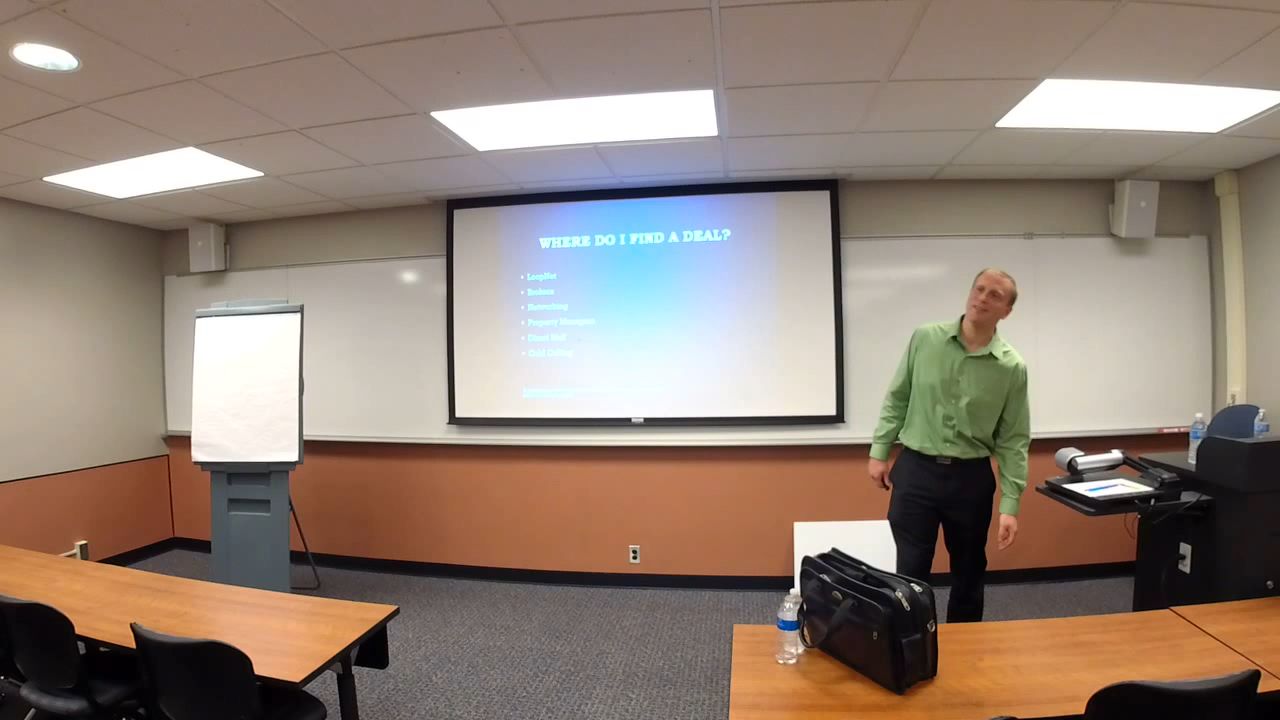 WHERE DO I FIND A DEAL?
• LoopNet
• Brokers
• Networking
• Property Managers
• Direct Mail
• Cold Calling